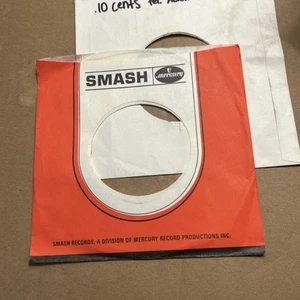 .10 cents
SMASH
mercury
SMASH RECORDS, A DIVISION OF MERCURY RECORD PRODUCTIONS INC.